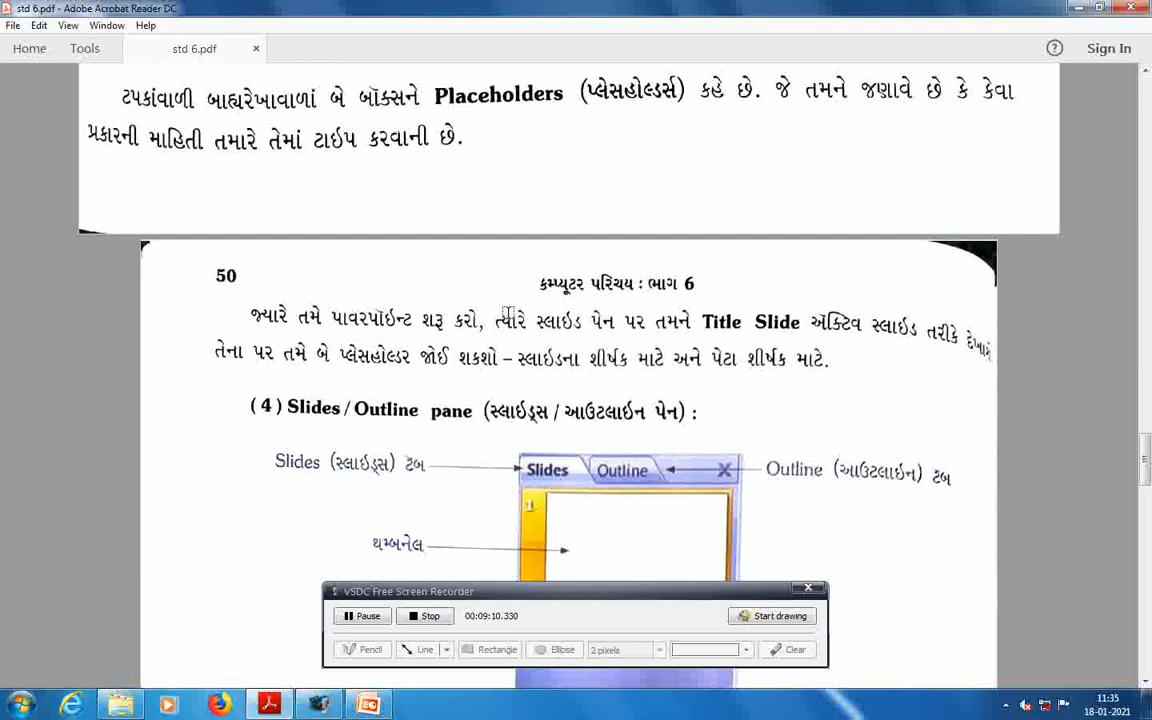 std 6.pdf - Adobe Acrobat Reader DC
File Edit View Window Help
Home Tools std 6.pdf × Sign In
ટપકાંવાળી બાહ્યરેખાવાળાં બે બૉક્સને Placeholders (પ્લેસહોલ્ડર્સ) કહે છે. જે તમને જણાવે છે કે કેવા
પ્રકારની માહિતી તમારે તેમાં ટાઇપ કરવાની છે.
50
કમ્પ્યૂટર પરિચય : ભાગ 6
જ્યારે તમે પાવરપૉઇન્ટ શરૂ કરો, ત્યારે સ્લાઇડ પેન પર તમને Title Slide ઍક્ટિવ સ્લાઇડ તરીકે દેખાશે
તેના પર તમે બે પ્લેસહોલ્ડર જોઈ શકશો – સ્લાઇડના શીર્ષક માટે અને પેટા શીર્ષક માટે.
( 4 ) Slides / Outline pane (સ્લાઇડ્સ / આઉટલાઇન પેન) :
Slides (સ્લાઇડ્સ) ટૅબ
Slides Outline X
Outline (આઉટલાઇન) ટૅબ
1
થમ્બનેલ
VSDC Free Screen Recorder
Pause Stop 00:09:10.330 Start drawing
Pencil Line Rectangle Ellipse 2 pixels Clear
11:35
18-01-2021